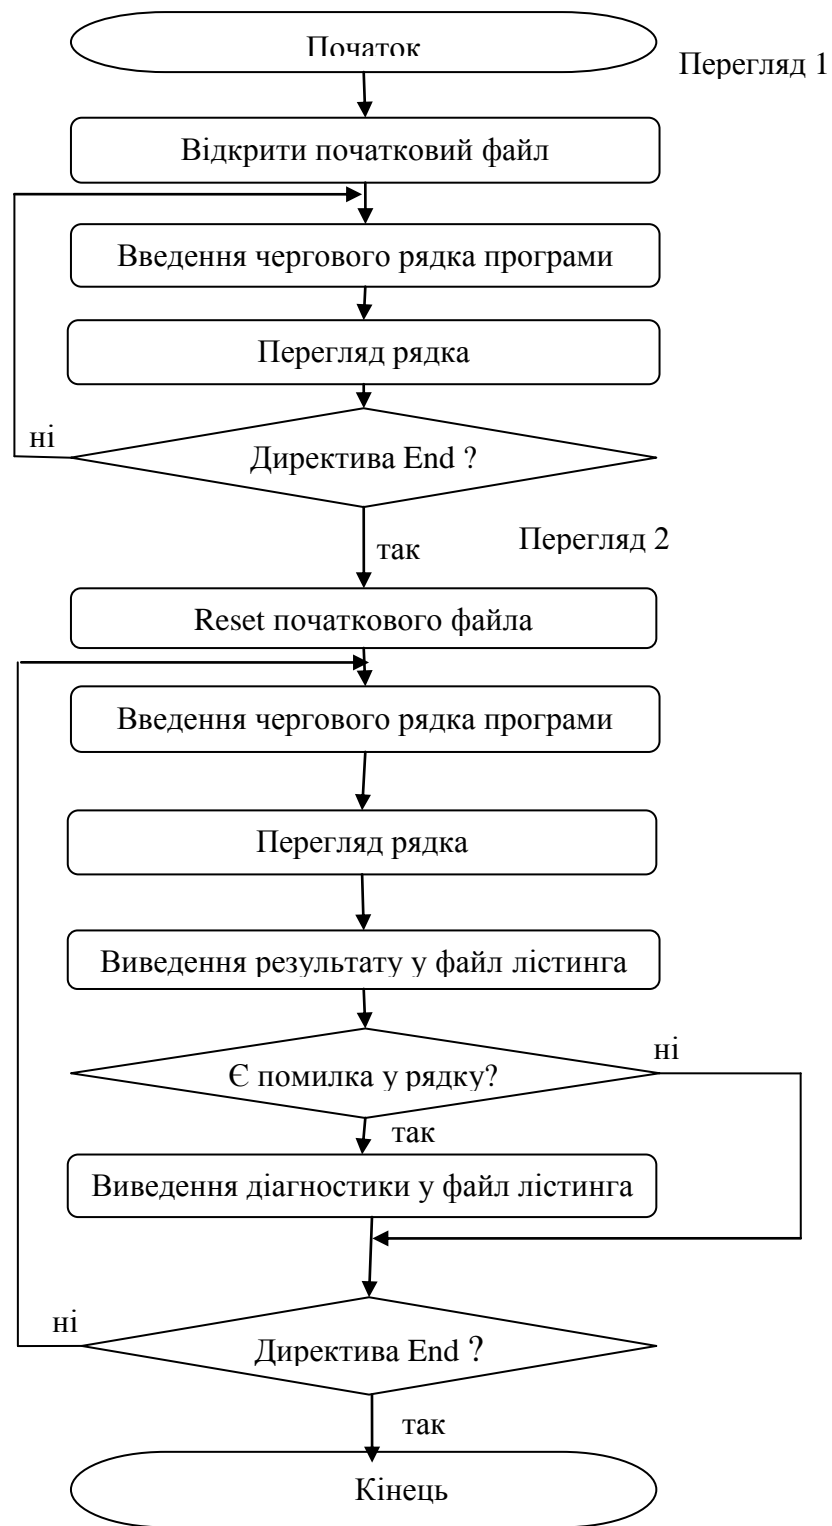 Початок
Перегляд 1
Відкрити початковий файл
Введення чергового рядка програми
Перегляд рядка
ні
Директива End ?
так
Перегляд 2
Reset початкового файла
Введення чергового рядка програми
Перегляд рядка
Виведення результату у файл лістинга
ні
Є помилка у рядку?
так
Виведення діагностики у файл лістинга
ні
Директива End ?
так
Кінець